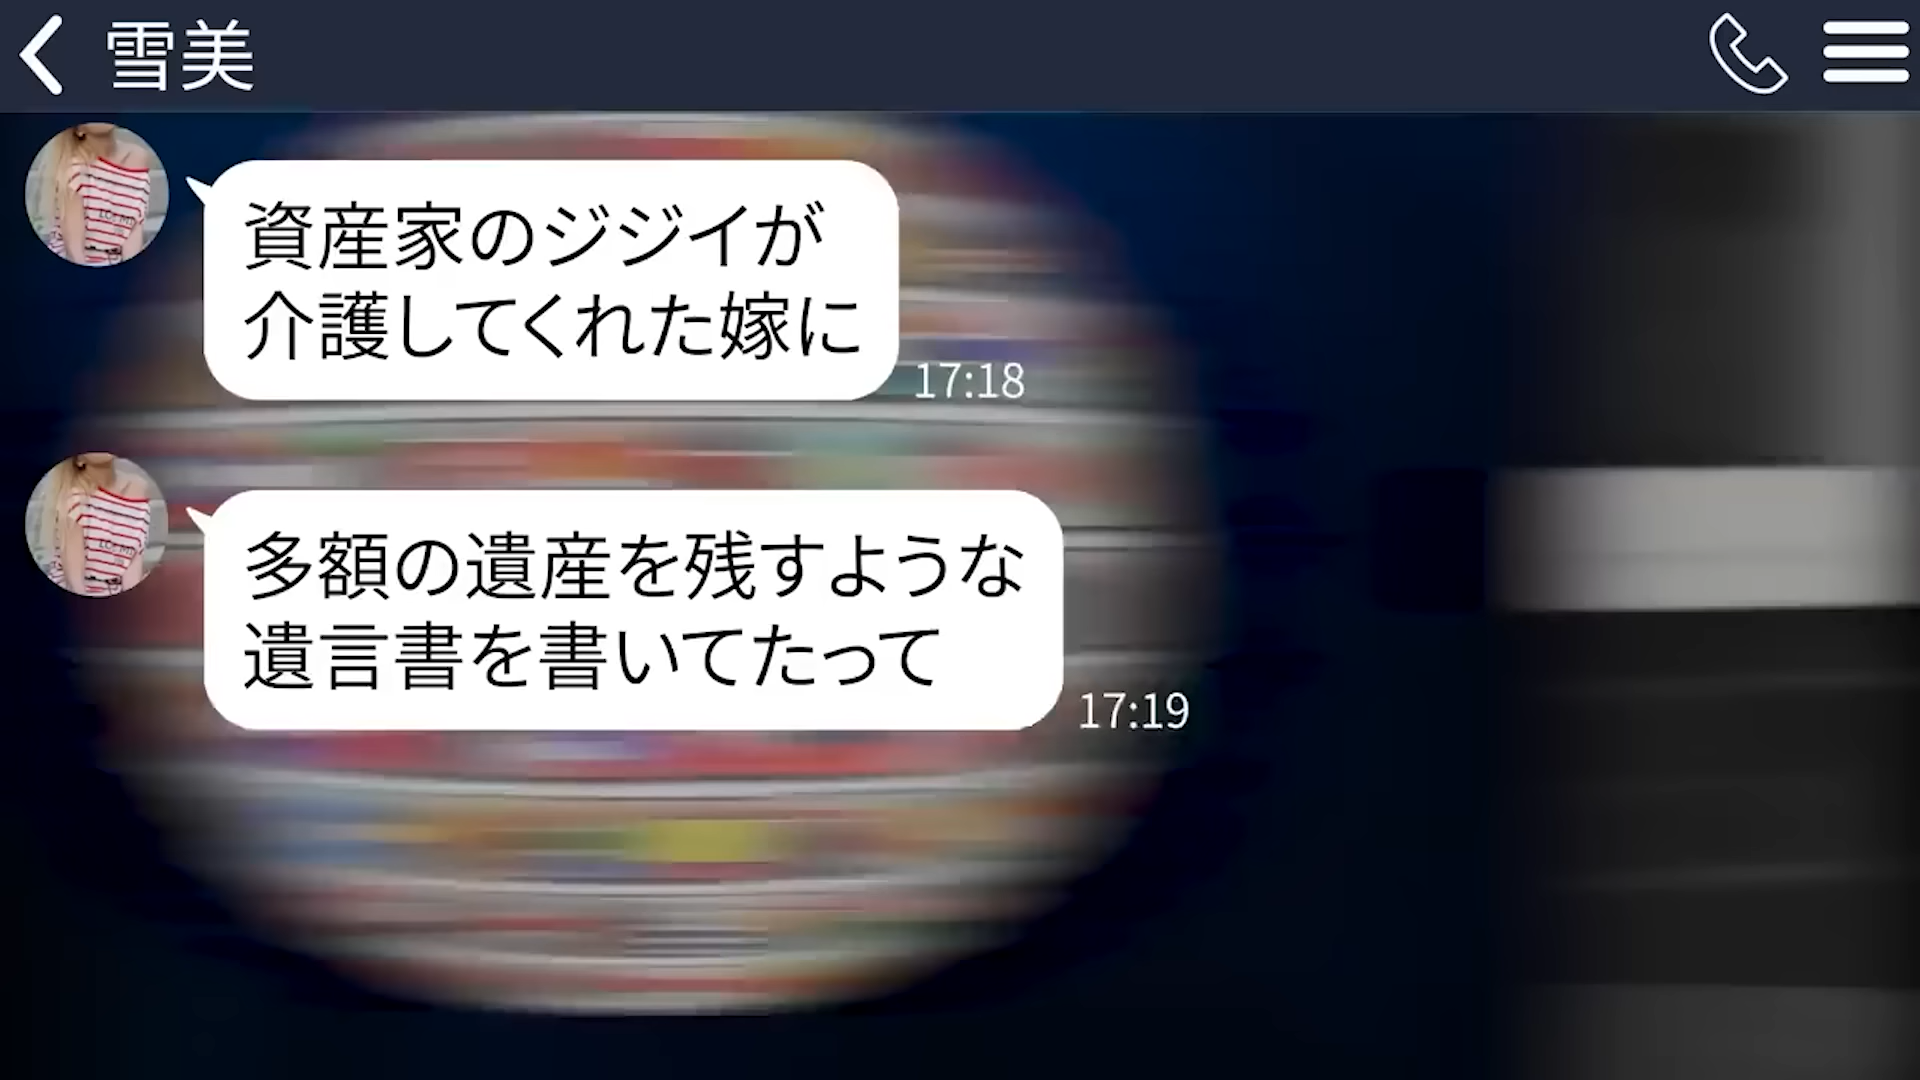 雪美
資産家のジジイが
介護してくれた嫁に
17:18
多額の遺産を残すような
遺言書を書いてたって
17:19